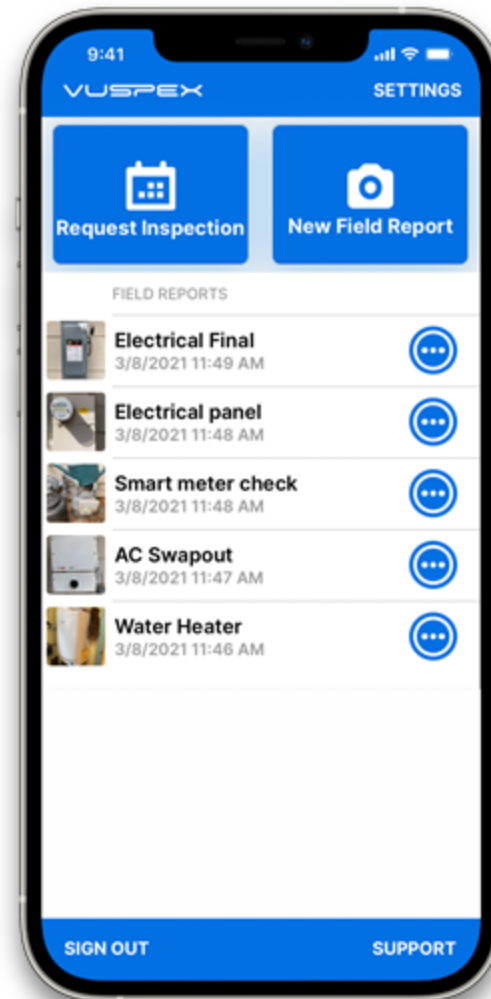 9:41
VUSPEX
SETTINGS
Request Inspection
New Field Report
FIELD REPORTS
Electrical Final
3/8/2021 11:49 AM
Electrical panel
3/8/2021 11:48 AM
Smart meter check
3/8/2021 11:48 AM
AC Swapout
3/8/2021 11:47 AM
Water Heater
3/8/2021 11:46 AM
SIGN OUT
SUPPORT